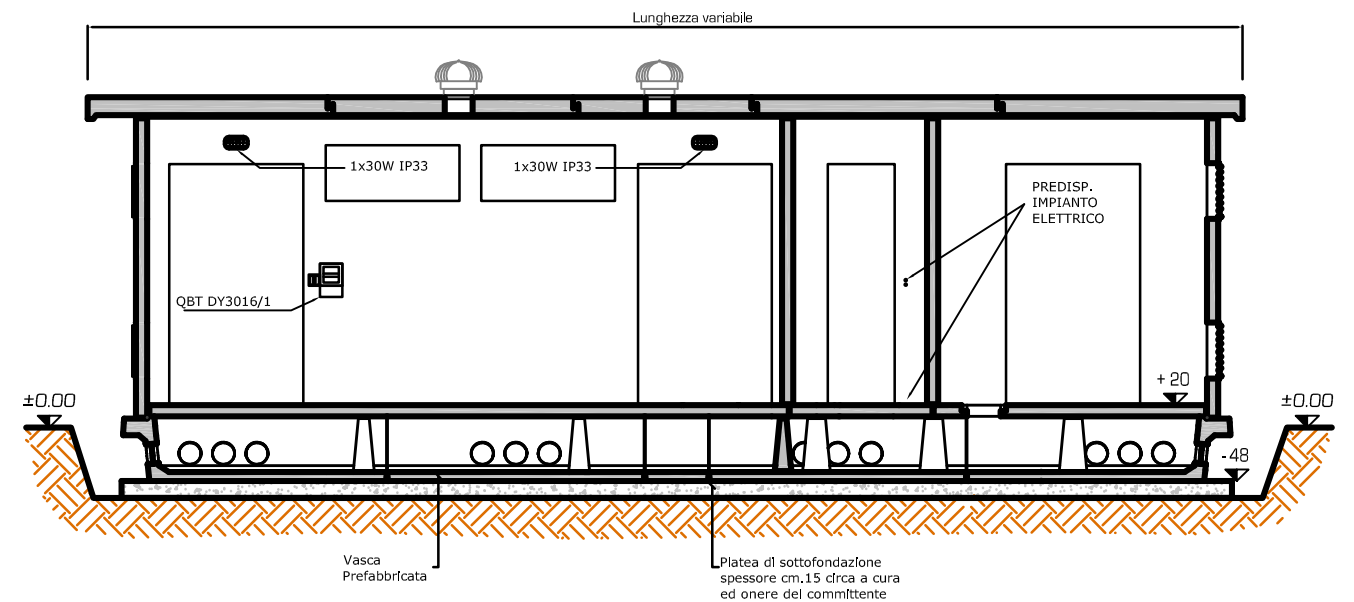 Lunghezza variabile
1x30W IP33
1x30W IP33
PREDISP.
IMPIANTO
ELETTRICO
QBT DY3016/1
+ 20
±0.00
±0.00
-48
Vasca
Prefabbricata
Platea di sottofondazione
spessore cm.15 circa a cura
ed onere del committente